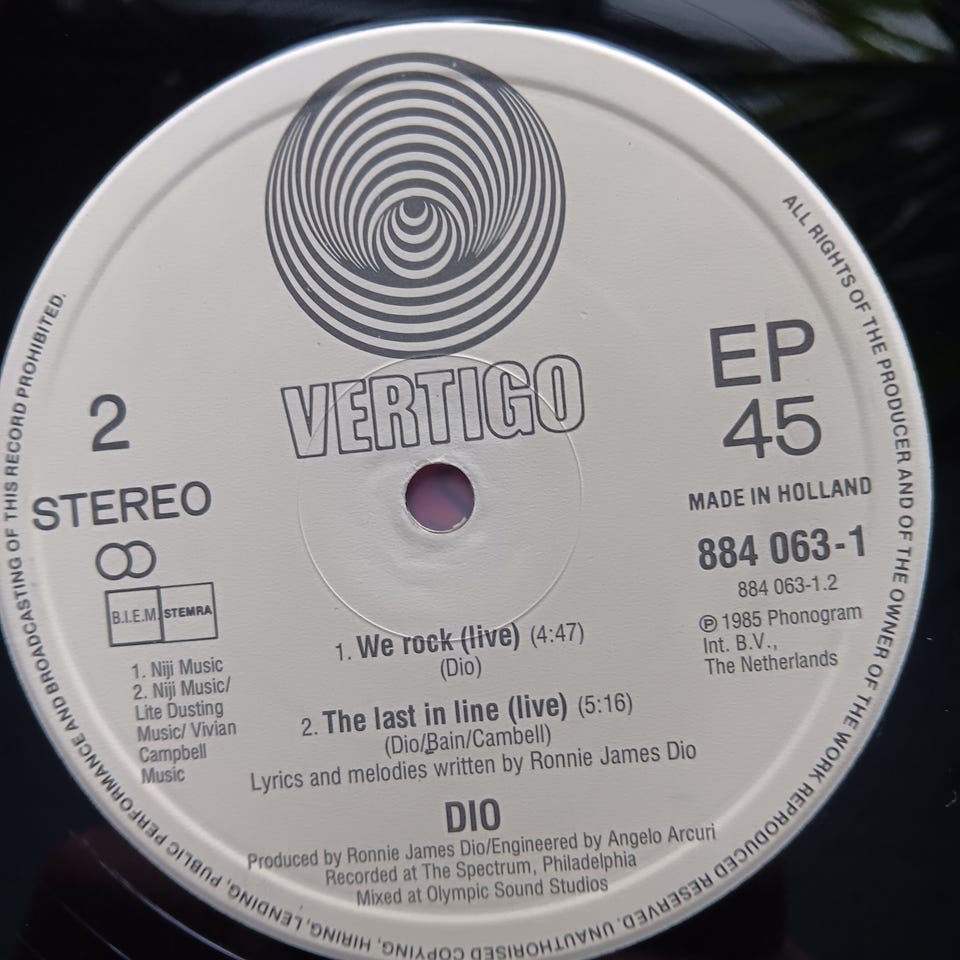 VERTIGO
2
STEREO
B.I.E.M. STEMRA
1. Niji Music
2. Niji Music/
Lite Dusting
Music/ Vivian
Campbell
Music
EP
45
MADE IN HOLLAND
884 063-1
884 063-1.2
℗ 1985 Phonogram
Int. B.V.,
The Netherlands
1. We rock (live) (4:47)
(Dio)
2. The last in line (live) (5:16)
(Dio/Bain/Cambell)
Lyrics and melodies written by Ronnie James Dio
DIO
Produced by Ronnie James Dio/Engineered by Angelo Arcuri
Recorded at The Spectrum, Philadelphia
Mixed at Olympic Sound Studios
ALL RIGHTS OF THE PRODUCER AND OF THE OWNER OF THE WORK REPRODUCED RESERVED. UNAUTHORISED COPYING, HIRING, LENDING, PUBLIC PERFORMANCE AND BROADCASTING OF THIS RECORD PROHIBITED.